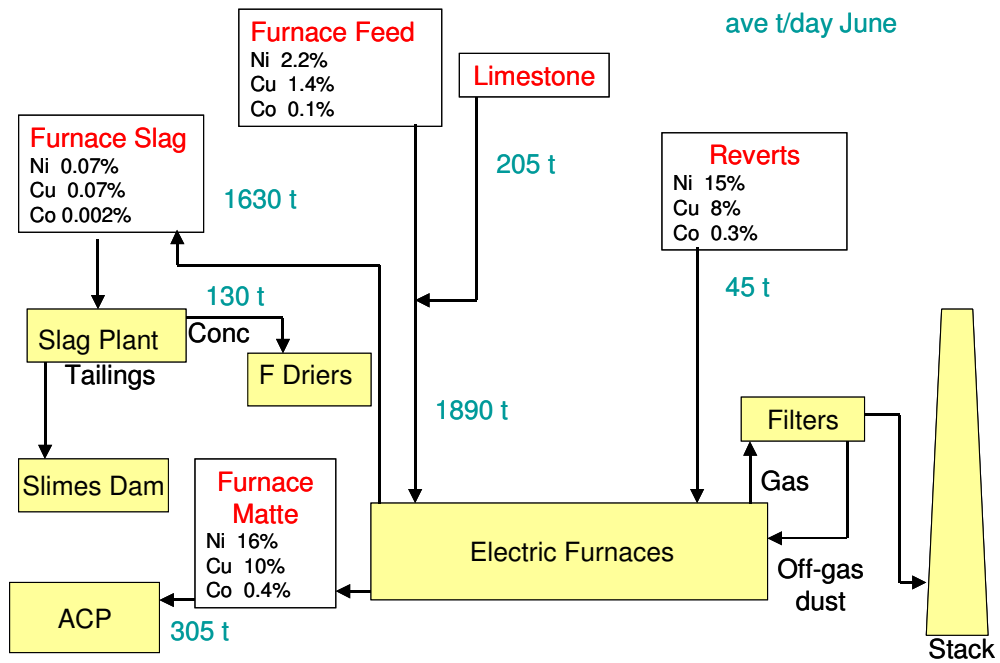 ave t/day June
Furnace Feed
Ni 2.2%
Cu 1.4%
Co 0.1%
Limestone
205 t
Furnace Slag
Ni 0.07%
Cu 0.07%
Co 0.002%
1630 t
Reverts
Ni 15%
Cu 8%
Co 0.3%
45 t
130 t
Conc
Slag Plant
Tailings
F Driers
1890 t
Filters
Gas
Slimes Dam
Furnace
Matte
Ni 16%
Cu 10%
Co 0.4%
Electric Furnaces
Off-gas
dust
ACP
305 t
Stack